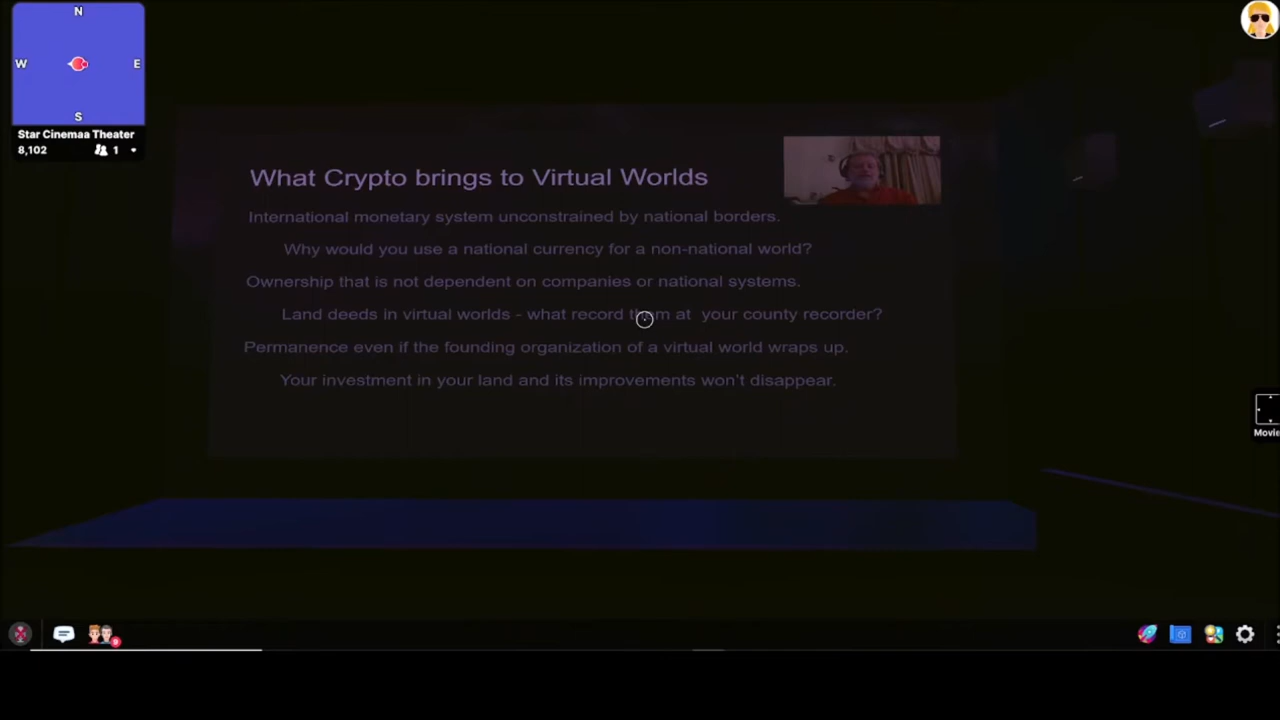 N
W
E
S
Star Cinemaa Theater
8,102
1
What Crypto brings to Virtual Worlds
International monetary system unconstrained by national borders.
Why would you use a national currency for a non-national world?
Ownership that is not dependent on companies or national systems.
Land deeds in virtual worlds - what record them at your county recorder?
Permanence even if the founding organization of a virtual world wraps up.
Your investment in your land and its improvements won't disappear.
Movie
9